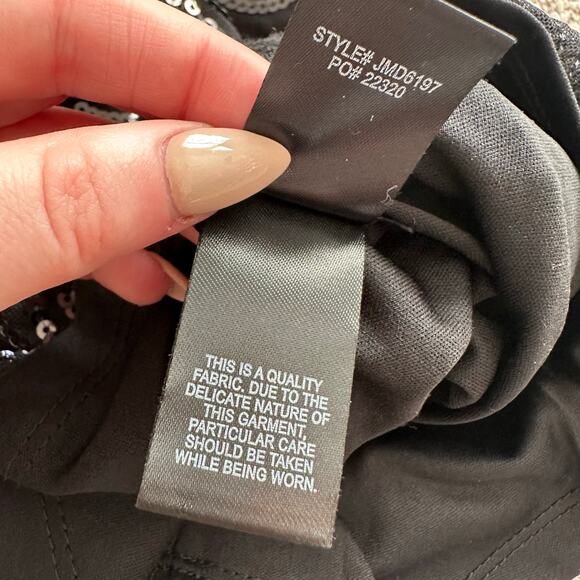 STYLE# JMD6197
PO# 22320
THIS IS A QUALITY
FABRIC. DUE TO THE
DELICATE NATURE OF
THIS GARMENT,
PARTICULAR CARE
SHOULD BE TAKEN
WHILE BEING WORN.